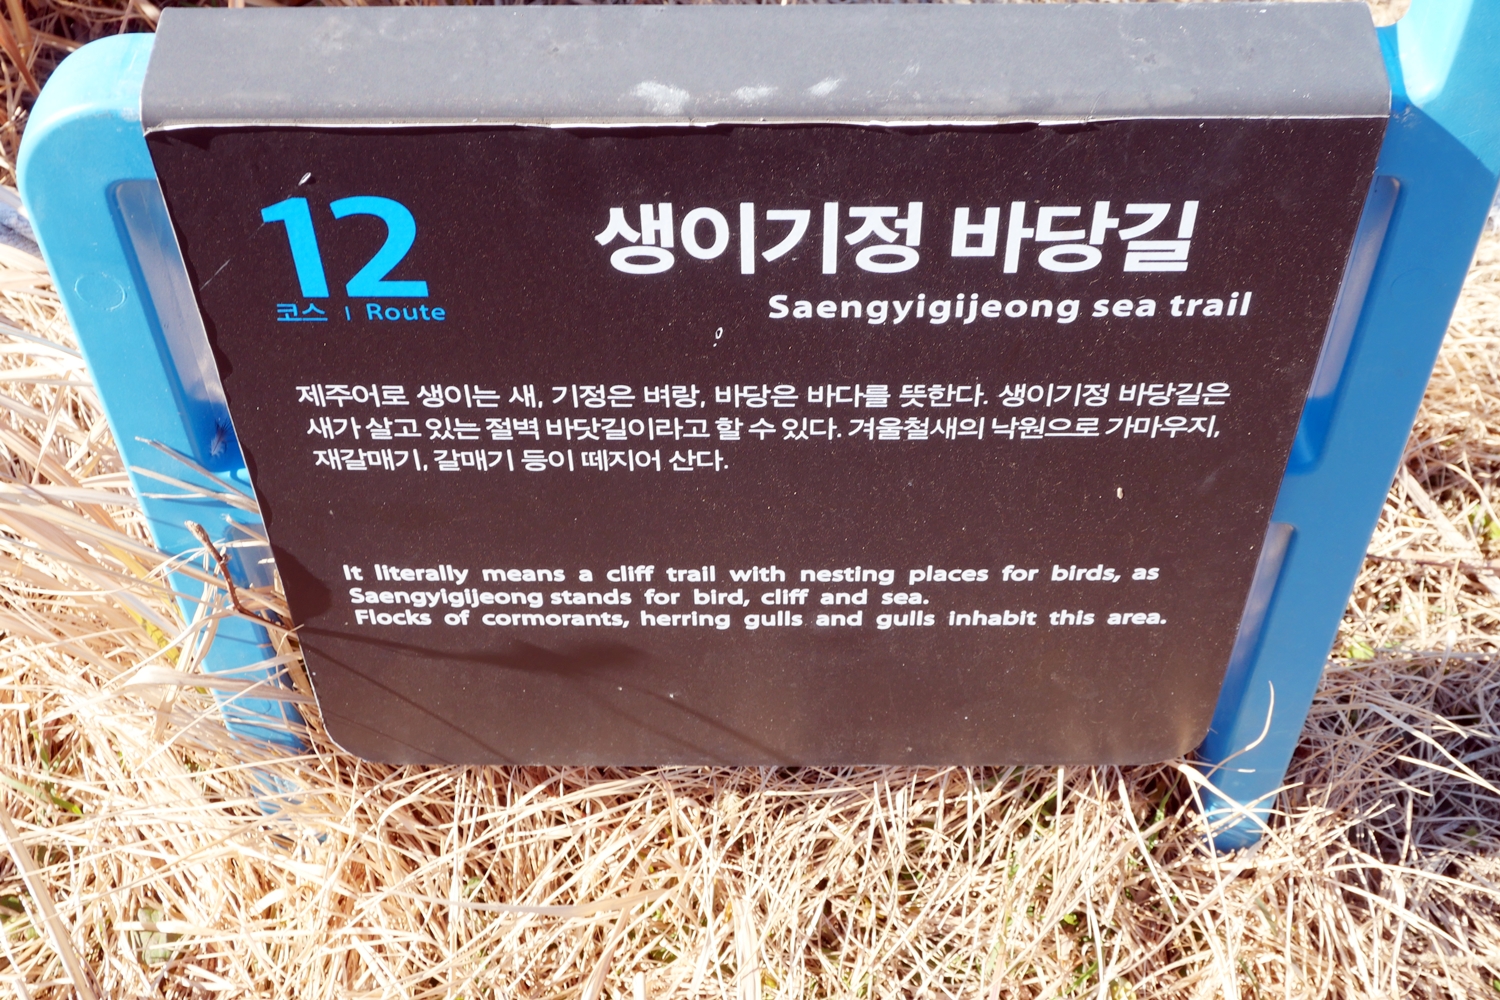 12
코스 | Route
생이기정 바당길
Saengyigijeong sea trail
제주어로 생이는 새, 기정은 벼랑, 바당은 바다를 뜻한다. 생이기정 바당길은
새가 살고 있는 절벽 바닷길이라고 할 수 있다. 겨울철새의 낙원으로 가마우지,
재갈매기, 갈매기 등이 떼지어 산다.
It literally means a cliff trail with nesting places for birds, as
Saengyigijeong stands for bird, cliff and sea.
Flocks of cormorants, herring gulls and gulls inhabit this area.